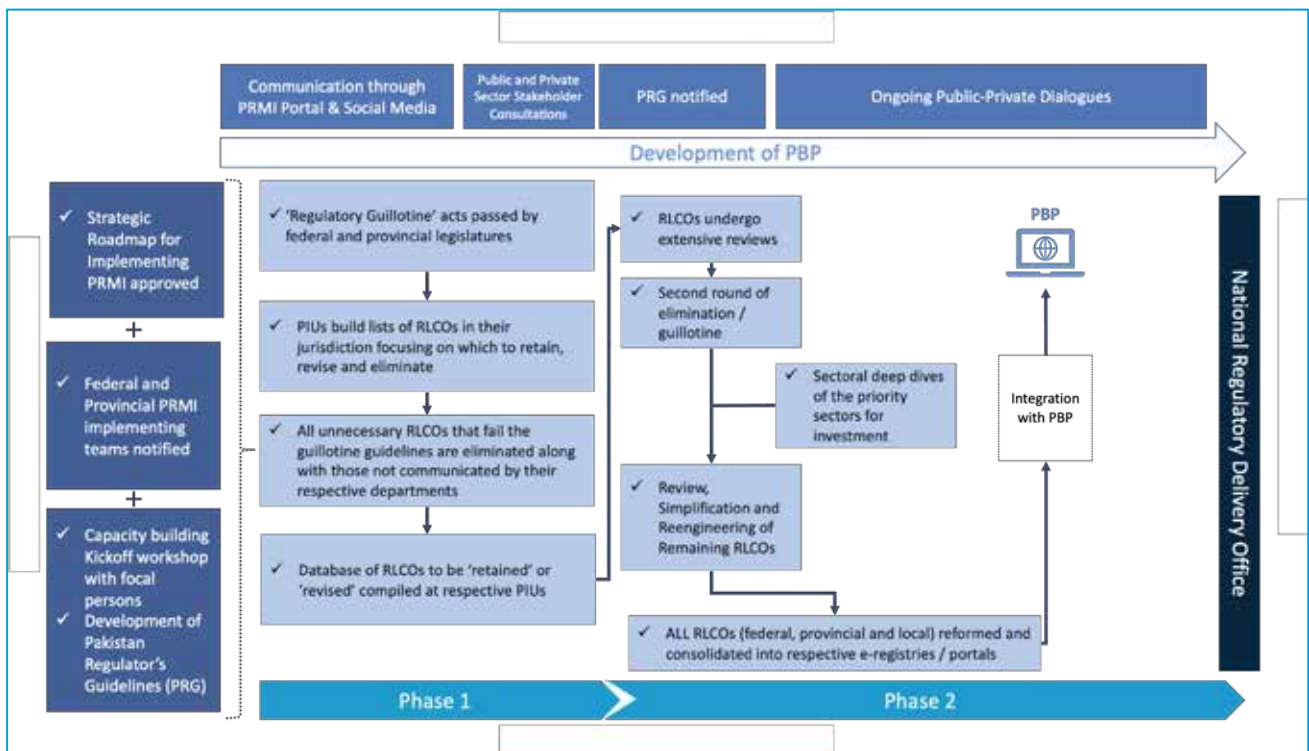 Communication through
PRMI Portal & Social Media
Public and Private
Sector Stakeholder
Consultations
PRG notified
Ongoing Public-Private Dialogues
Development of PBP
✓ Strategic
Roadmap for
Implementing
PRMI approved
+
✓ Federal and
Provincial PRMI
implementing
teams notified
+
✓ Capacity building
Kickoff workshop
with focal
persons
✓ Development of
Pakistan
Regulator's
Guidelines (PRG)
✓ 'Regulatory Guillotine' acts passed by
federal and provincial legislatures
✓ PIUs build lists of RLCOs in their
jurisdiction focusing on which to retain,
revise and eliminate
✓ All unnecessary RLCOs that fail the
guillotine guidelines are eliminated along
with those not communicated by their
respective departments
✓ Database of RLCOs to be 'retained' or
'revised' compiled at respective PIUs
✓ RLCOs undergo
extensive reviews
✓ Second round of
elimination /
guillotine
✓ Sectoral deep dives
of the priority
sectors for
investment
✓ Review,
Simplification and
Reengineering of
Remaining RLCOs
✓ ALL RLCOs (federal, provincial and local) reformed and
consolidated into respective e-registries / portals
PBP
Integration
with PBP
National Regulatory Delivery Office
Phase 1
Phase 2